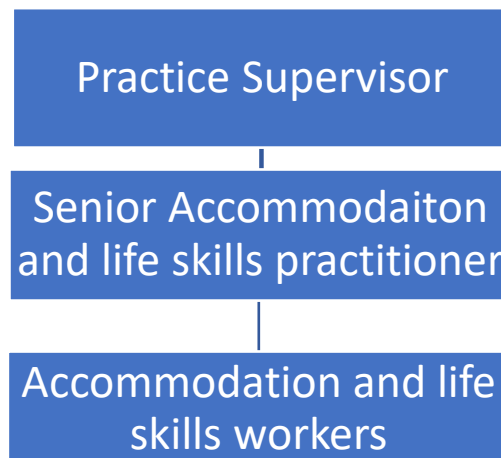 Practice Supervisor
Senior Accommodaiton
and life skills practitioner
Accommodation and life
skills workers